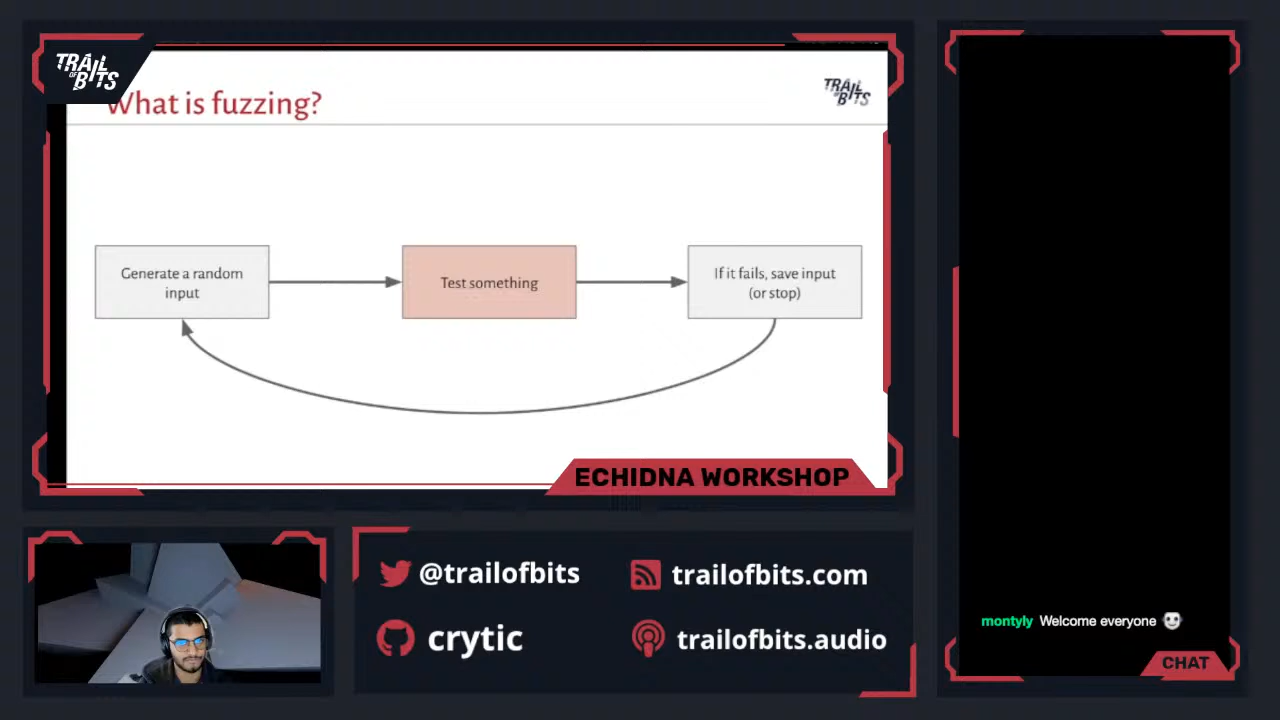 TRAIL
OF
BITS
What is fuzzing?
TRAIL
OF
BITS
Generate a random
input
Test something
If it fails, save input
(or stop)
ECHIDNA WORKSHOP
@trailofbits
trailofbits.com
crytic
trailofbits.audio
montyly Welcome everyone
CHAT